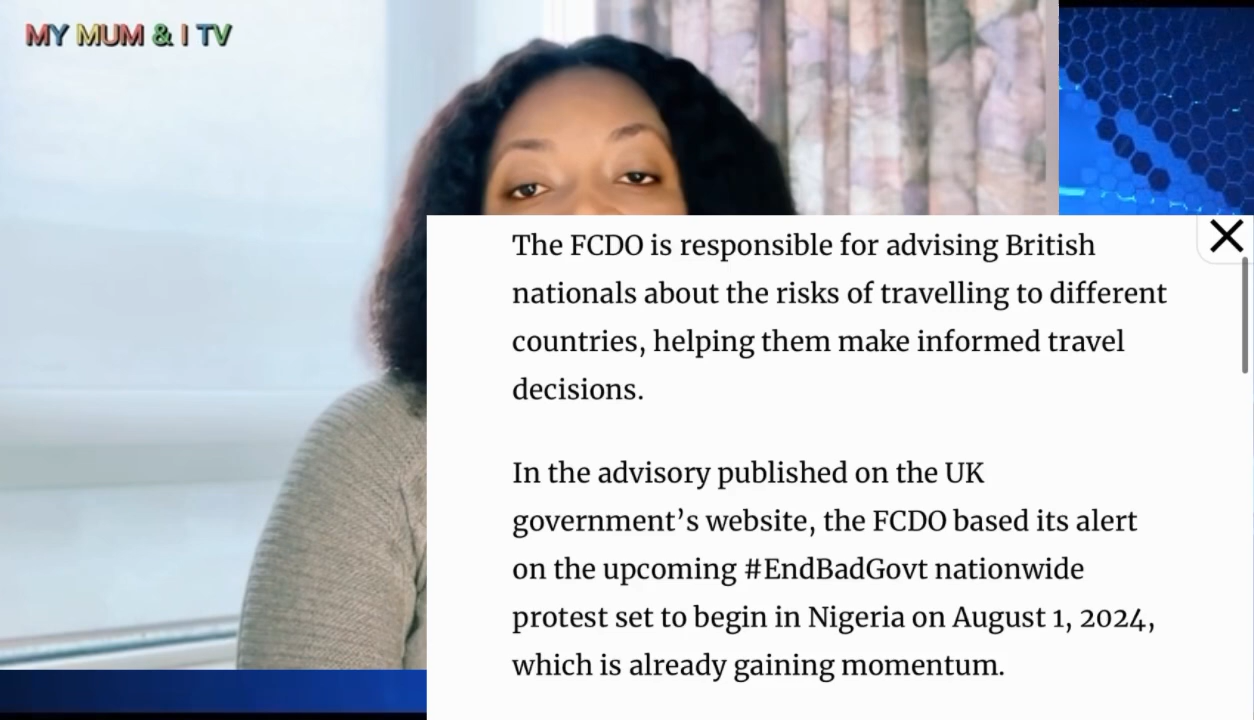 MY MUM & I TV
The FCDO is responsible for advising British
nationals about the risks of travelling to different
countries, helping them make informed travel
decisions.
In the advisory published on the UK
government’s website, the FCDO based its alert
on the upcoming #EndBadGovt nationwide
protest set to begin in Nigeria on August 1, 2024,
which is already gaining momentum.